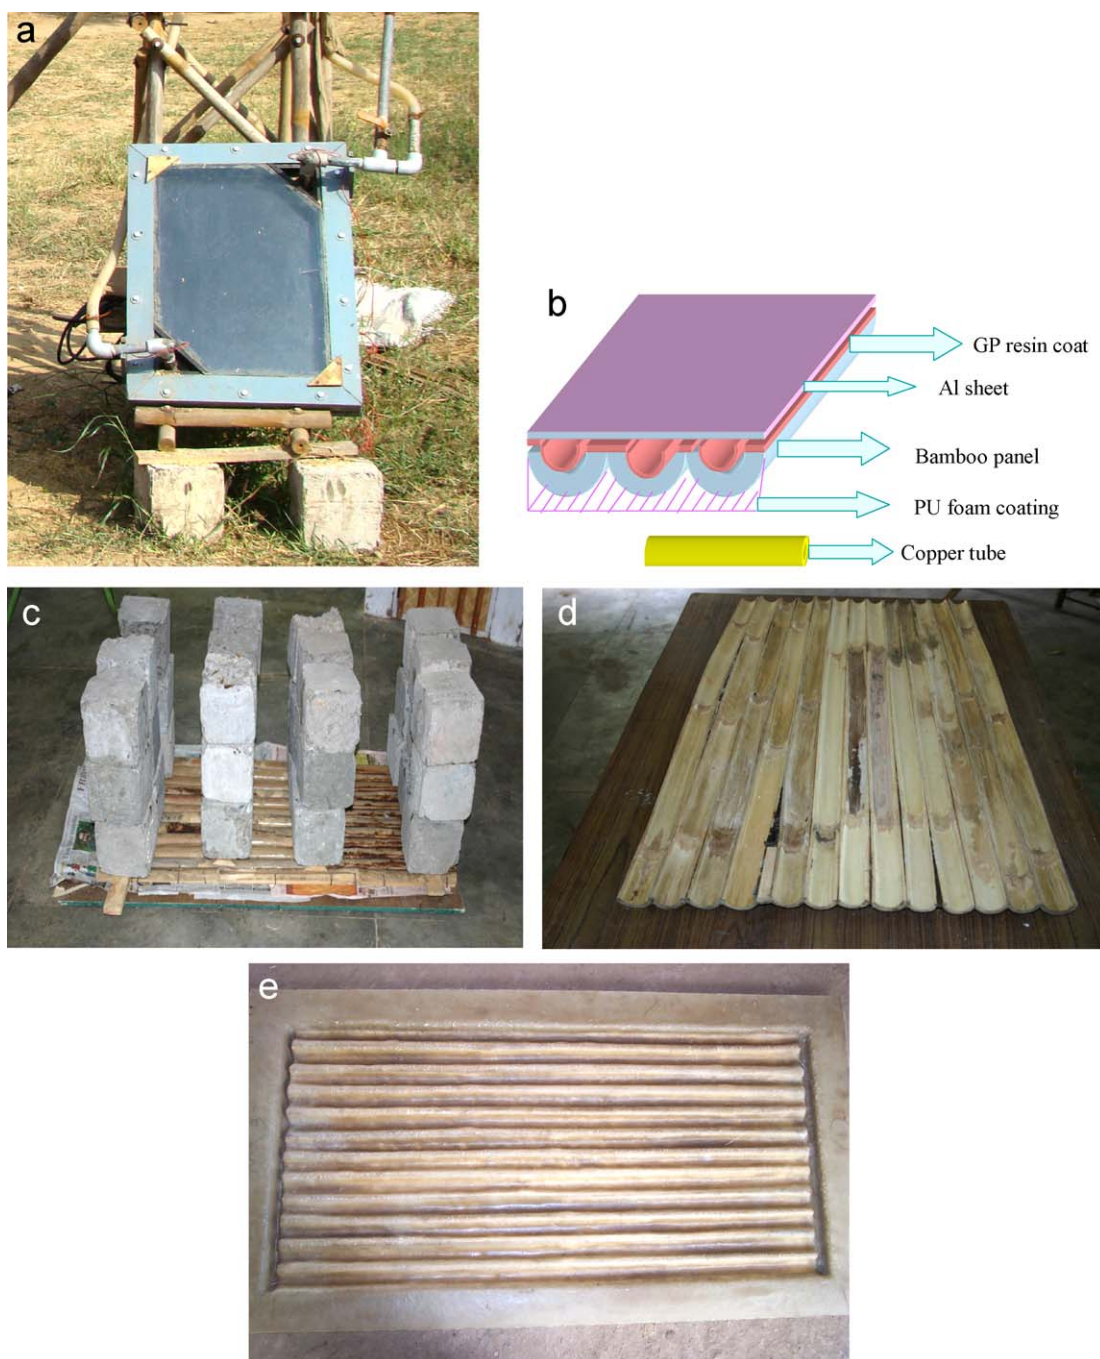 a
b
GP resin coat
Al sheet
Bamboo panel
PU foam coating
Copper tube
c
d
e